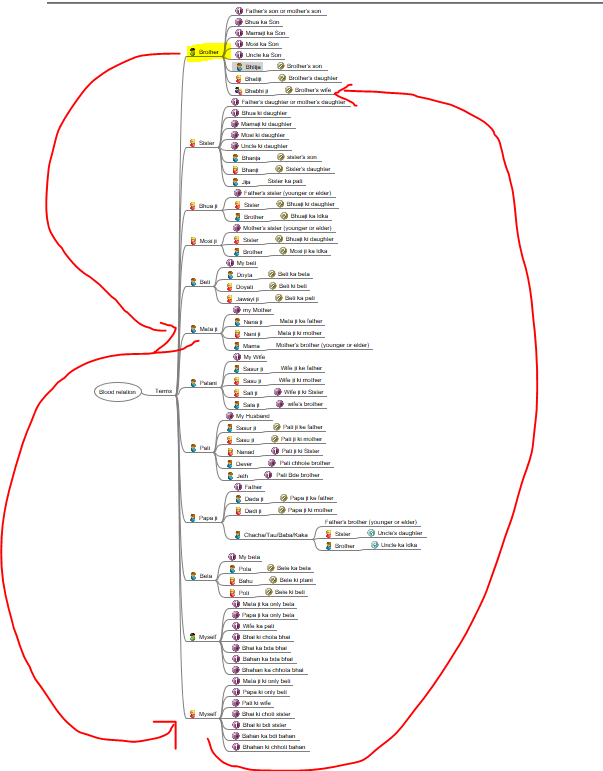 Blood relation
Terms
Brother
Father's son or mother's son
Bhua ka Son
Mamaji ka Son
Mosi ka Son
Uncle ka Son
Bhitja Brother's son
Bhatiji Brother's daughter
Bhabhi ji Brother's wife
Sister
Father's daughter or mother's daughter
Bhua ki daughter
Mamaji ki daughter
Mosi ki daughter
Uncle ki daughter
Bhanja sister's son
Bhanji Sister's daughter
Jija Sister ka pati
Bhua ji
Father's sister (younger or elder)
Sister Bhuaji ki daughter
Brother Bhuaji ka ldka
Mosi ji
Mother's sister (younger or elder)
Sister Bhuaji ki daughter
Brother Mosi ji ka ldka
Beti
My beti
Doyta Beti ka beta
Doyati Beti ki beti
Jawayi ji Beti ka pati
Mata ji
my Mother
Nana ji Mata ji ke father
Nani ji Mata ji ki mother
Mama Mother's brother (younger or elder)
Patani
My Wife
Sasur ji Wife ji ke father
Sasu ji Wife ji ki mother
Sali ji Wife ji ki Sister
Sala ji wife's brother
Pati
My Husband
Sasur ji Pati ji ke father
Sasu ji Pati ji ki mother
Nanad Pati ji ki Sister
Dever Pati chhote brother
Jeth Pati Bde brother
Papa ji
Father
Dada ji Papa ji ke father
Dadi ji Papa ji ki mother
Chacha/Tau/Baba/Kaka
Father's brother (younger or elder)
Sister Uncle's daughter
Brother Uncle ka ldka
Beta
My beta
Pota Bete ka beta
Bahu Bete ki ptani
Poti Bete ki beti
Myself
Mata ji ka only beta
Papa ji ka only beta
Wife ka pati
Bhai ki chota bhai
Bhai ka bda bhai
Bahan ka bda bhai
Bhahan ka chhota bhai
Myself
Mata ji ki only beti
Papa ki only beti
Pati ki wife
Bhai ki choti sister
Bhai ki bdi sister
Bahan ka bdi bahan
Bhahan ki chhoti bahan